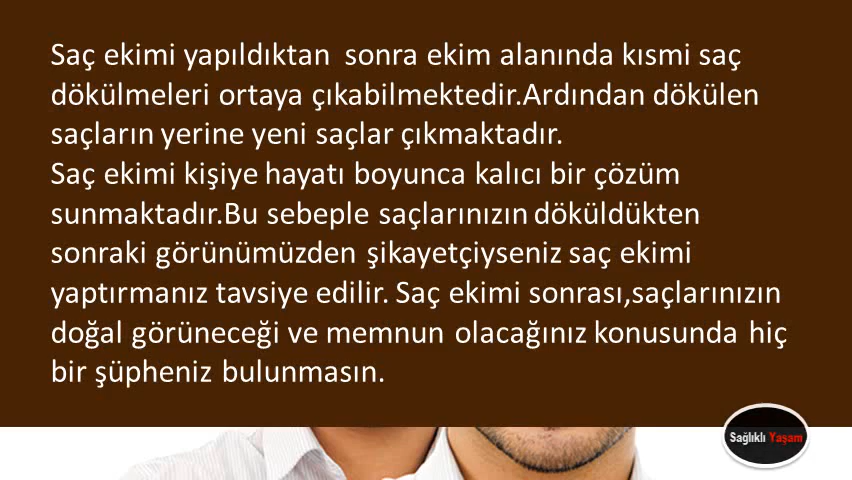 Saç ekimi yapıldıktan sonra ekim alanında kısmi saç
dökülmeleri ortaya çıkabilmektedir.Ardından dökülen
saçların yerine yeni saçlar çıkmaktadır.
Saç ekimi kişiye hayatı boyunca kalıcı bir çözüm
sunmaktadır.Bu sebeple saçlarınızın döküldükten
sonraki görünümüzden şikayetçiyseniz saç ekimi
yaptırmanız tavsiye edilir. Saç ekimi sonrası,saçlarınızın
doğal görüneceği ve memnun olacağınız konusunda hiç
bir şüpheniz bulunmasın.
Sağlıklı Yaşam